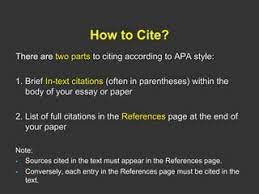 How to Cite?
There are two parts to citing according to APA style:
1. Brief In-text citations (often in parentheses) within the
body of your essay or paper
2. List of full citations in the References page at the end of
your paper
Note:
- Sources cited in the text must appear in the References page.
- Conversely, each entry in the References page must be cited in the
text.